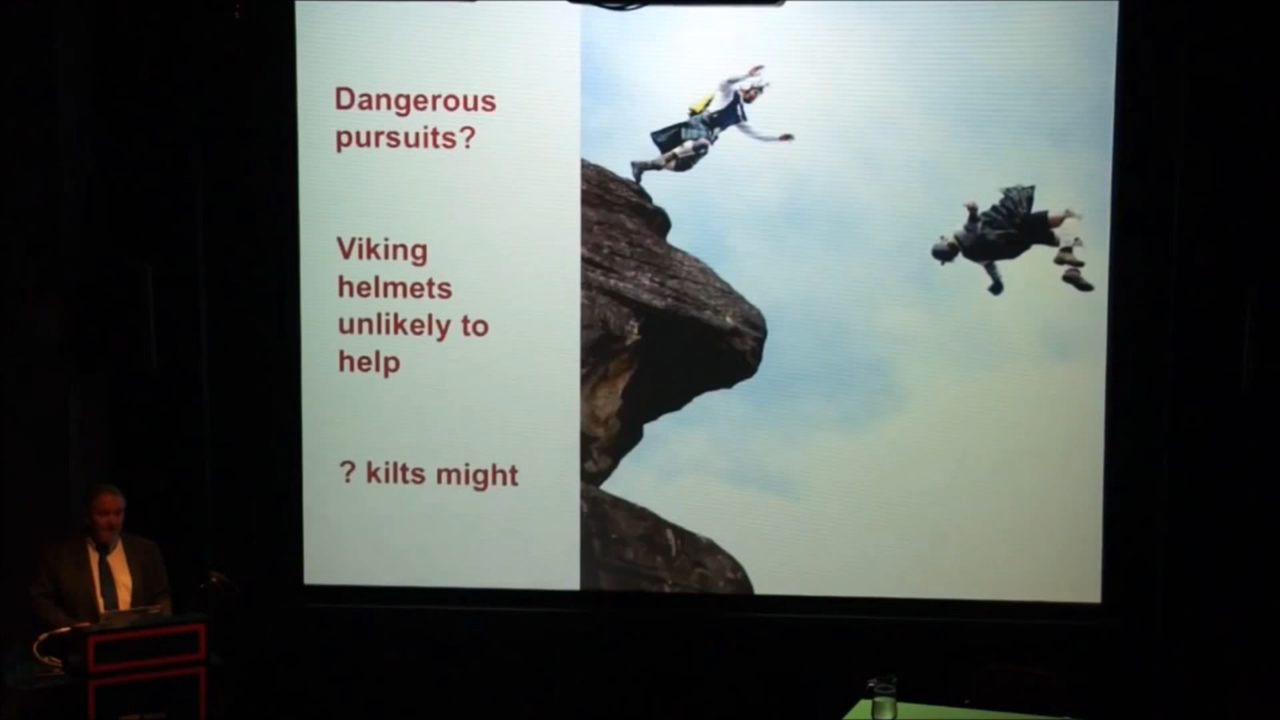 Dangerous
pursuits?
Viking
helmets
unlikely to
help
? kilts might